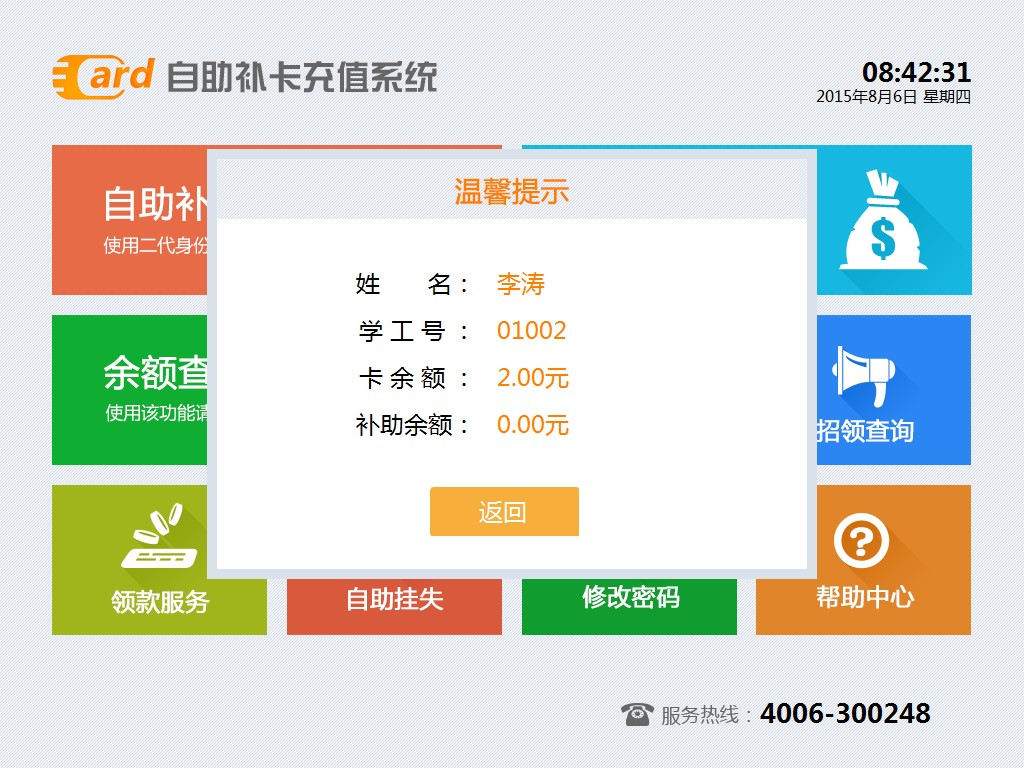 Card 自助补卡充值系统
08:42:31
2015年8月6日 星期四
自助补
使用二代身份
温馨提示
姓 名： 李涛
学工号： 01002
卡余额： 2.00元
补助余额： 0.00元
返回
$
余额查
使用该功能请
招领查询
领款服务
自助挂失
修改密码
?
帮助中心
服务热线：4006-300248